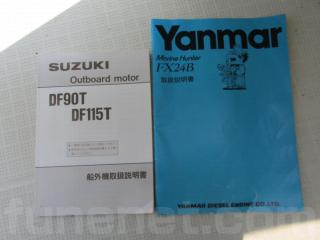 SUZUKI
Outboard motor
DF90T
DF115T
船外機取扱説明書
Yanmar
Marine Hunter
FX24B
取扱説明書
YANMAR DIESEL ENGINE CO.,LTD.
tunenet.com